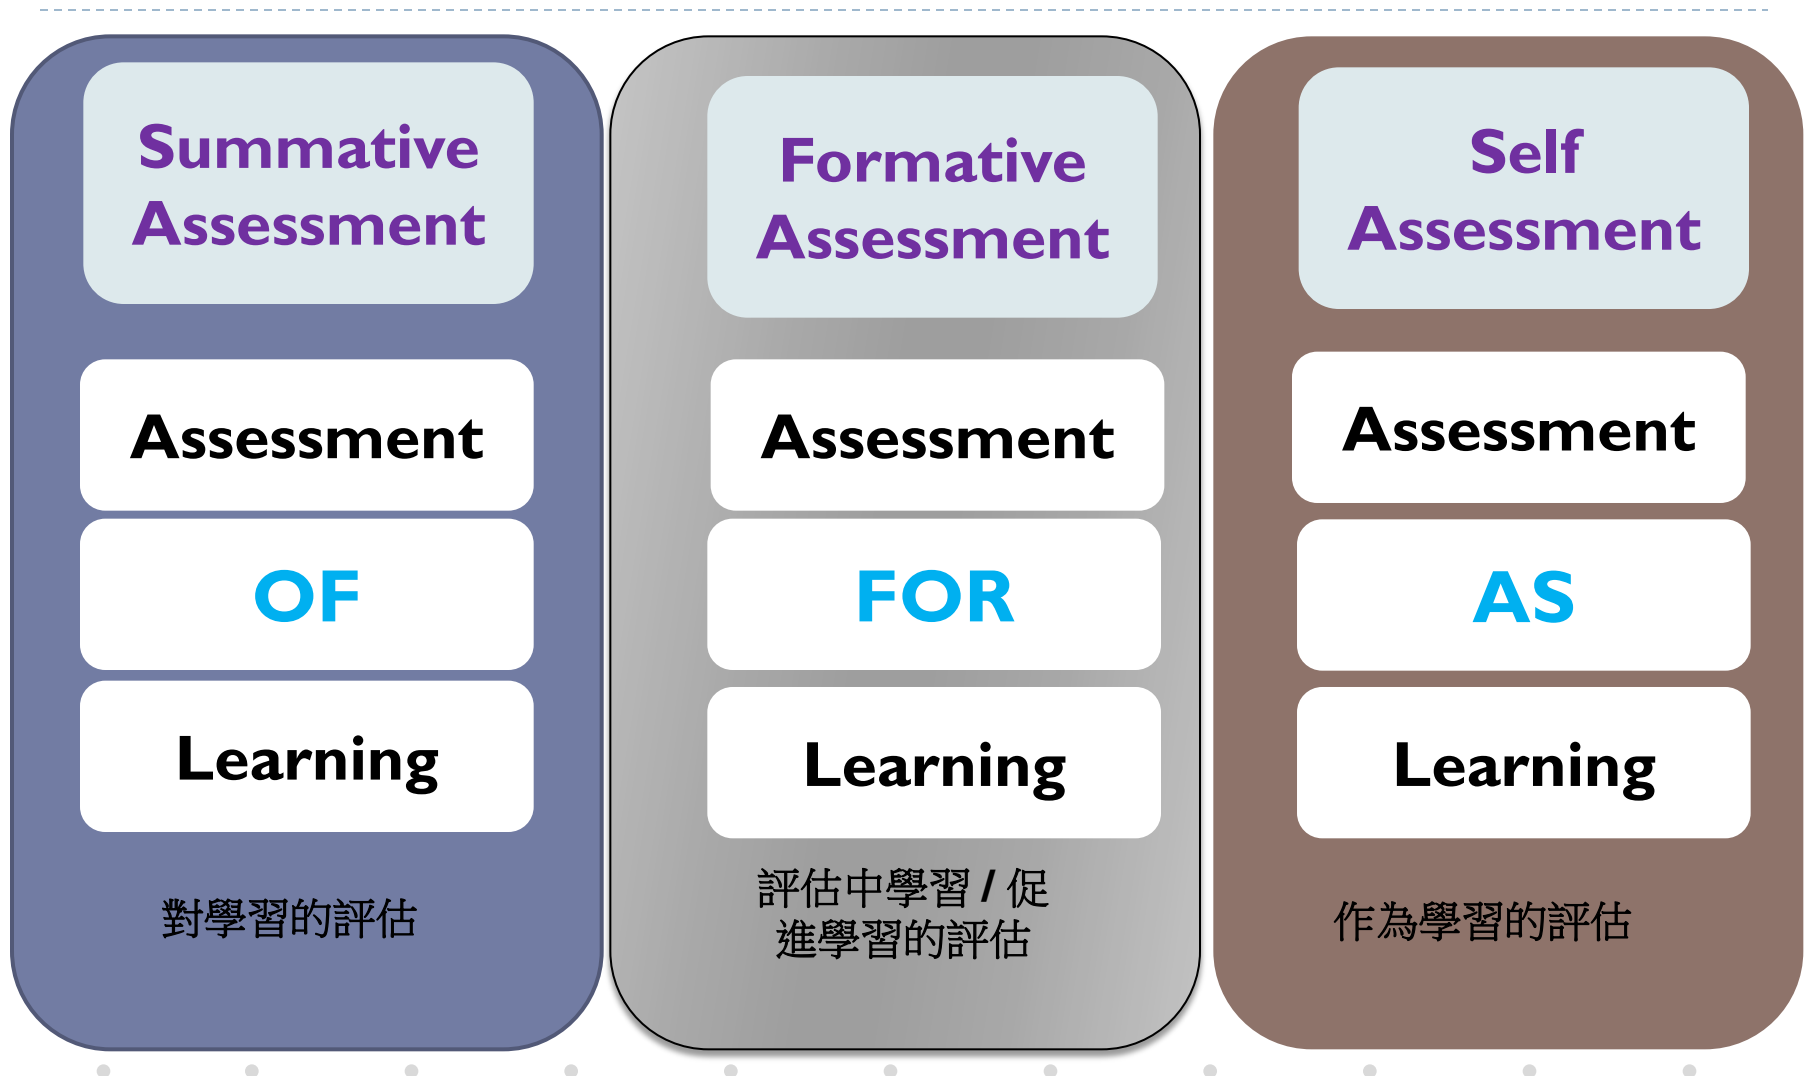 Summative
Assessment
Assessment
OF
Learning
對學習的評估
Formative
Assessment
Assessment
FOR
Learning
評估中學習 / 促
進學習的評估
Self
Assessment
Assessment
AS
Learning
作為學習的評估